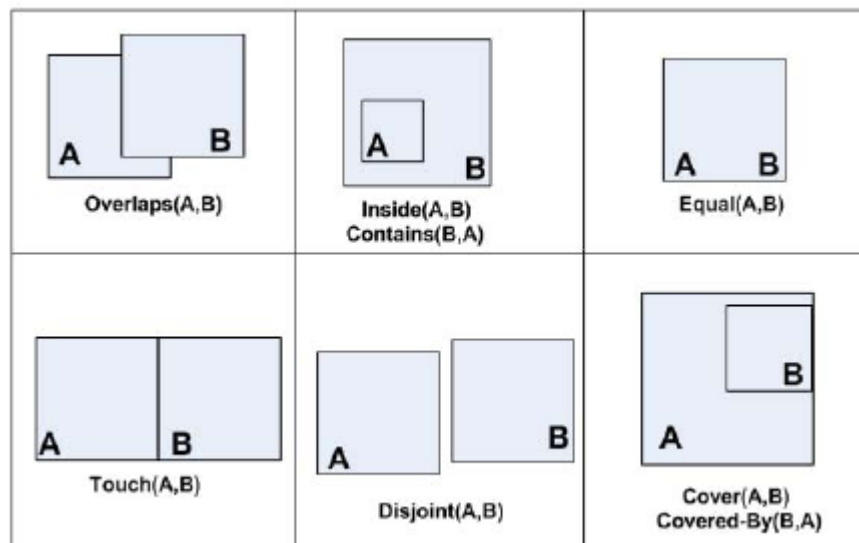 A
B
Overlaps(A,B)
A
B
Inside(A,B)
Contains(B,A)
A B
Equal(A,B)
A B
Touch(A,B)
A
B
Disjoint(A,B)
B
A
Cover(A,B)
Covered-By(B,A)